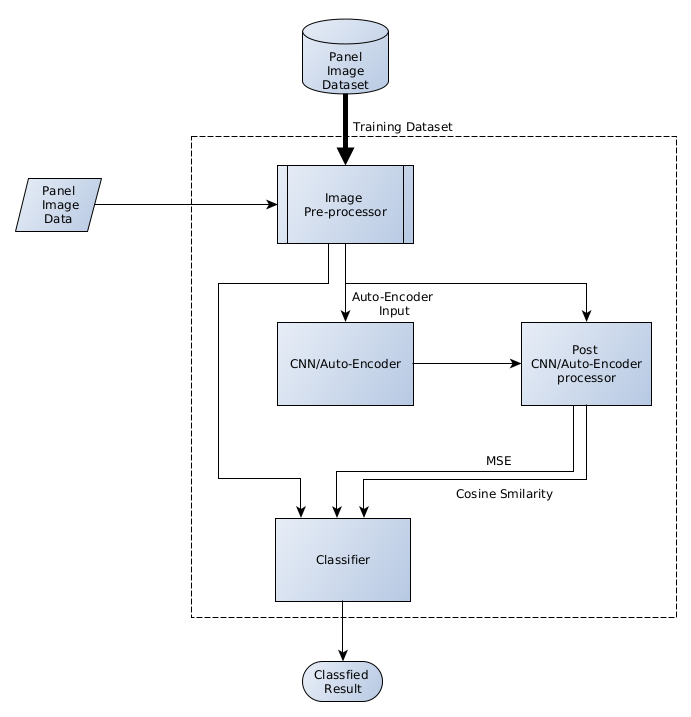 Panel
Image
Dataset
Training Dataset
Panel
Image
Data
Image
Pre-processor
Auto-Encoder
Input
CNN/Auto-Encoder
Post
CNN/Auto-Encoder
processor
MSE
Cosine Smilarity
Classifier
Classfied
Result